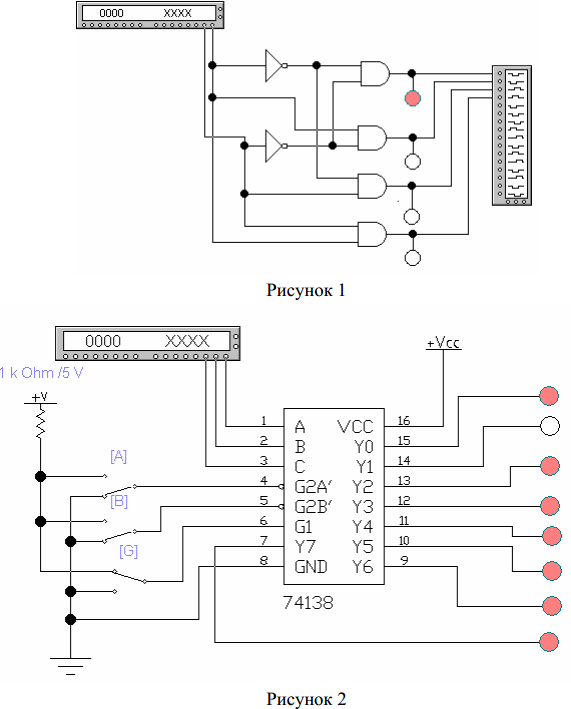 0000 XXXX
Рисунок 1
0000 XXXX
+Vcc
1 k Ohm /5 V
+V
1 A VCC 16
2 B Y0 15
3 C Y1 14
[A]
4 G2A' Y2 13
[B]
5 G2B' Y3 12
6 G1 Y4 11
[G]
7 Y7 Y5 10
8 GND Y6 9
74138
Рисунок 2